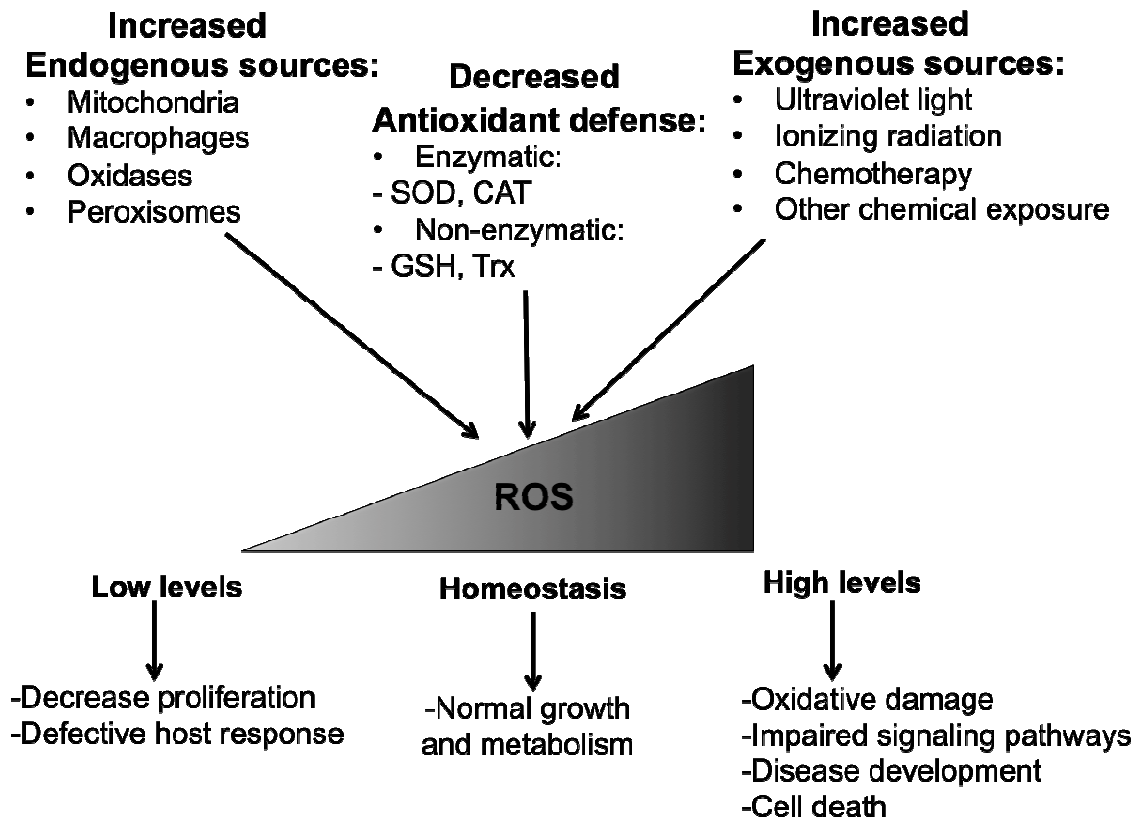 Increased
Endogenous sources:
• Mitochondria
• Macrophages
• Oxidases
• Peroxisomes
Decreased
Antioxidant defense:
• Enzymatic:
- SOD, CAT
• Non-enzymatic:
- GSH, Trx
Increased
Exogenous sources:
• Ultraviolet light
• Ionizing radiation
• Chemotherapy
• Other chemical exposure
ROS
Low levels
-Decrease proliferation
-Defective host response
Homeostasis
-Normal growth
and metabolism
High levels
-Oxidative damage
-Impaired signaling pathways
-Disease development
-Cell death